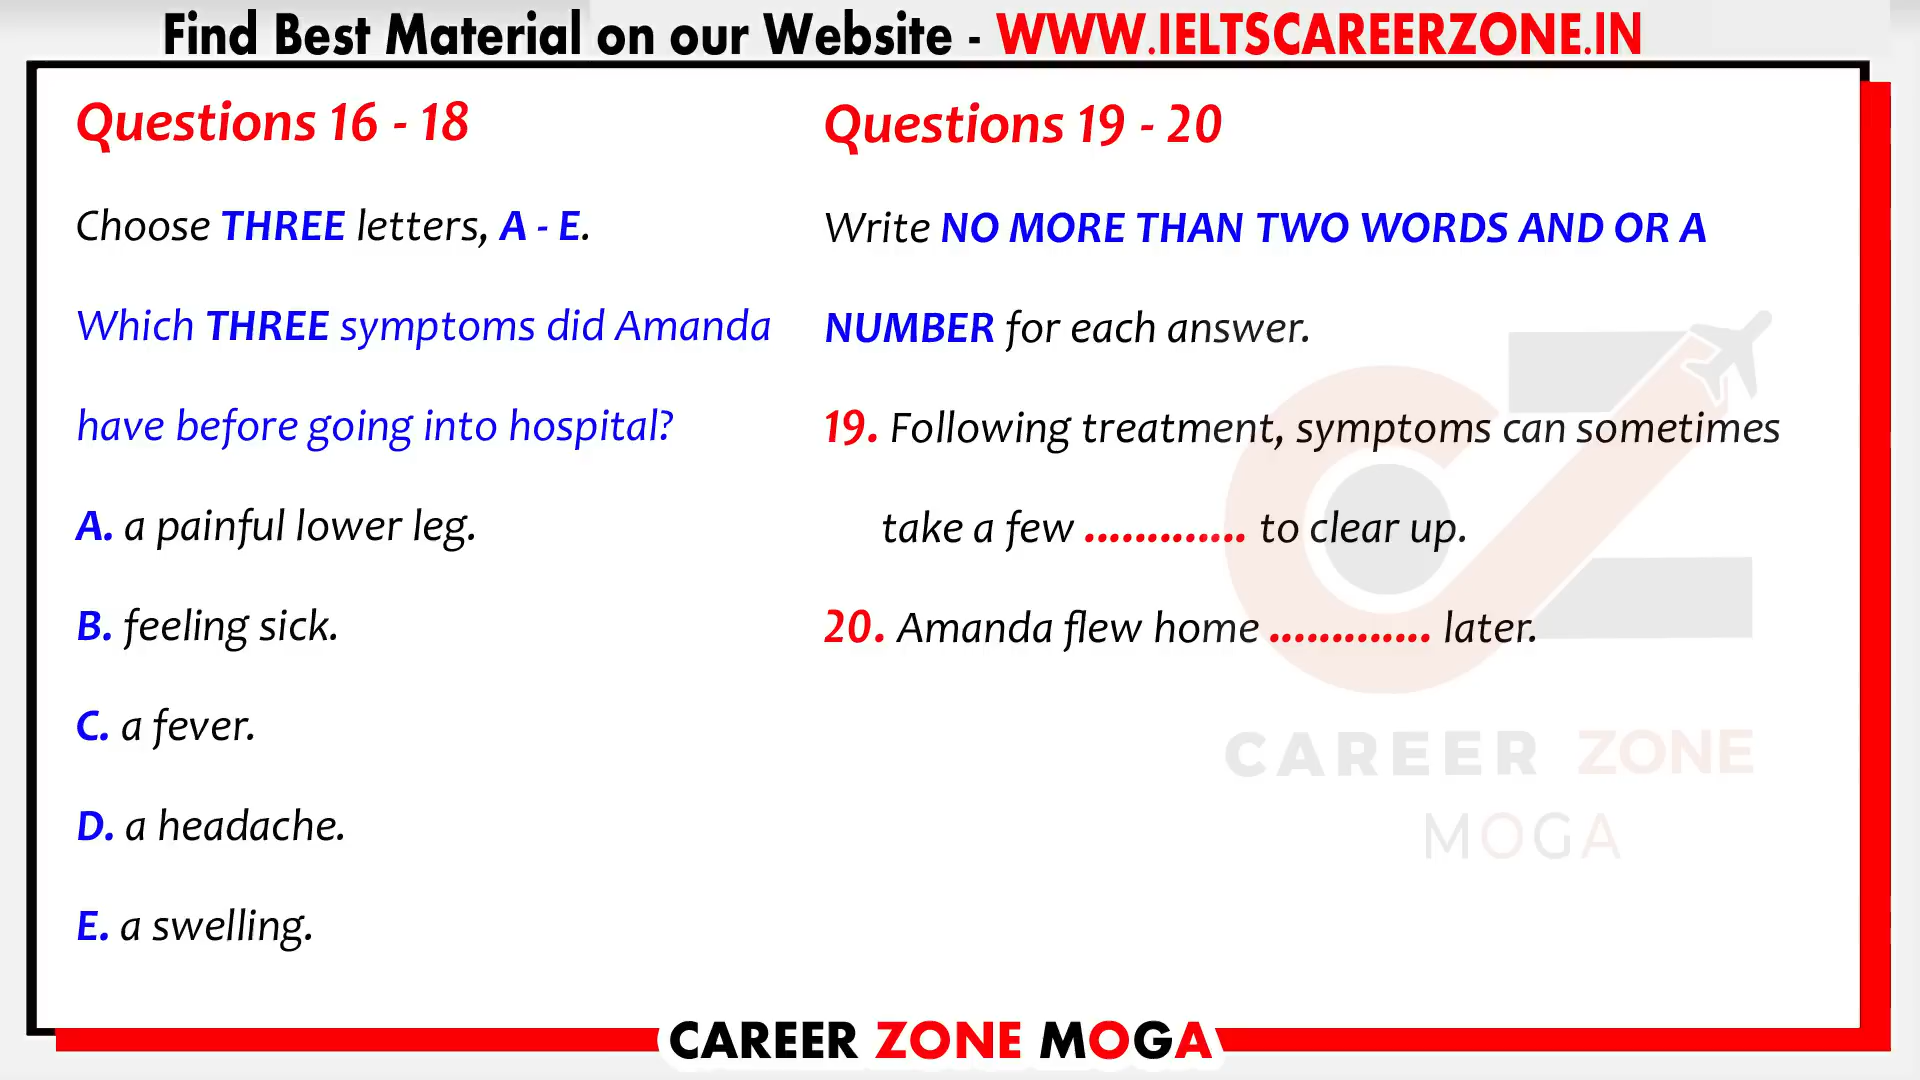 Find Best Material on our Website - WWW.IELTSCAREERZONE.IN
Questions 16 - 18
Choose THREE letters, A - E.
Which THREE symptoms did Amanda
have before going into hospital?
A. a painful lower leg.
B. feeling sick.
C. a fever.
D. a headache.
E. a swelling.
Questions 19 - 20
Write NO MORE THAN TWO WORDS AND OR A
NUMBER for each answer.
19. Following treatment, symptoms can sometimes
take a few ............. to clear up.
20. Amanda flew home ............. later.
CZ
CAREER ZONE
MOGA
CAREER ZONE MOGA